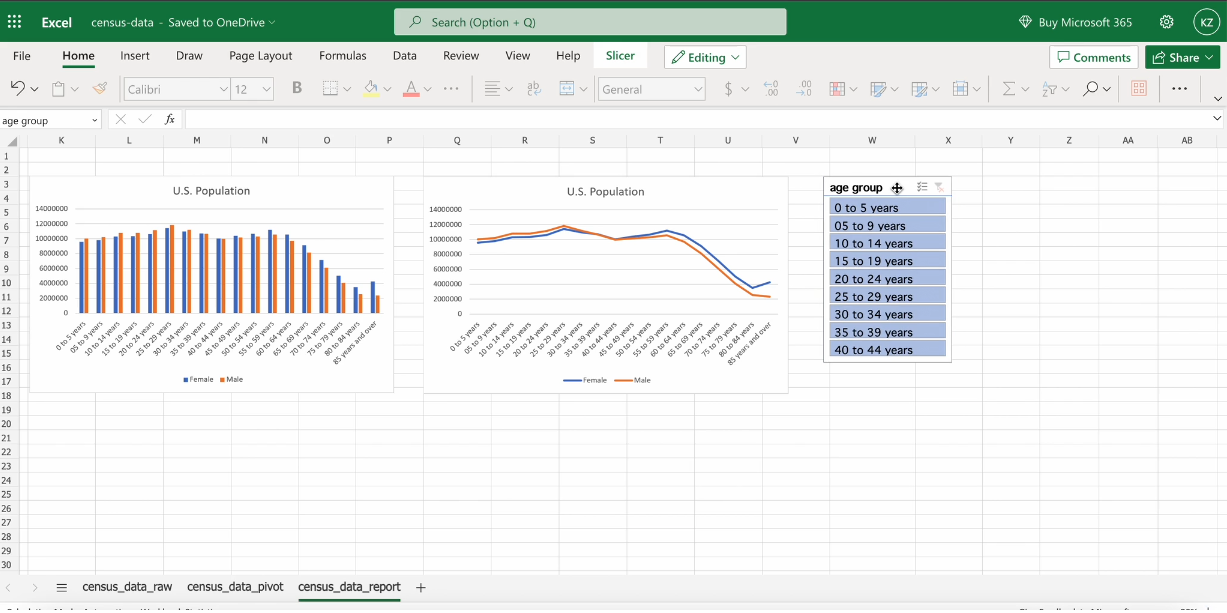 Excel census-data - Saved to OneDrive Search (Option + Q) Buy Microsoft 365 KZ
File Home Insert Draw Page Layout Formulas Data Review View Help Slicer Editing Comments Share
Calibri 12 B A General $ .00
age group fx
K L M N O P Q R S T U V W X Y Z AA AB
1
2
3
4
5
6
7
8
9
10
11
12
13
14
15
16
17
18
19
20
21
22
23
24
25
26
27
28
29
30
U.S. Population
14000000
12000000
10000000
8000000
6000000
4000000
2000000
0
0 to 5 years
05 to 9 years
10 to 14 years
15 to 19 years
20 to 24 years
25 to 29 years
30 to 34 years
35 to 39 years
40 to 44 years
45 to 49 years
50 to 54 years
55 to 59 years
60 to 64 years
65 to 69 years
70 to 74 years
75 to 79 years
80 to 84 years
85 years and over
Female Male
U.S. Population
14000000
12000000
10000000
8000000
6000000
4000000
2000000
0
0 to 5 years
05 to 9 years
10 to 14 years
15 to 19 years
20 to 24 years
25 to 29 years
30 to 34 years
35 to 39 years
40 to 44 years
45 to 49 years
50 to 54 years
55 to 59 years
60 to 64 years
65 to 69 years
70 to 74 years
75 to 79 years
80 to 84 years
85 years and over
Female Male
age group
0 to 5 years
05 to 9 years
10 to 14 years
15 to 19 years
20 to 24 years
25 to 29 years
30 to 34 years
35 to 39 years
40 to 44 years
census_data_raw census_data_pivot census_data_report